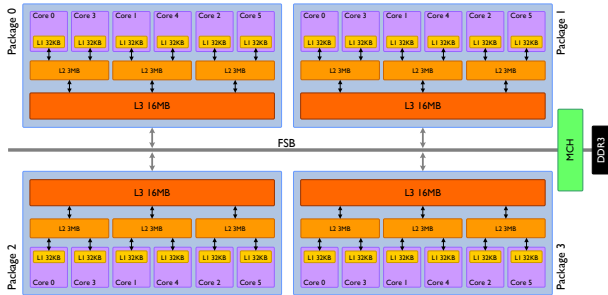 Package 0
Core 0 Core 3 Core 1 Core 4 Core 2 Core 5
L1 32KB L1 32KB L1 32KB L1 32KB L1 32KB L1 32KB
L2 3MB L2 3MB L2 3MB
L3 16MB
Package 1
Core 0 Core 3 Core 1 Core 4 Core 2 Core 5
L1 32KB L1 32KB L1 32KB L1 32KB L1 32KB L1 32KB
L2 3MB L2 3MB L2 3MB
L3 16MB
FSB
MCH
DDR3
Package 2
L3 16MB
L2 3MB L2 3MB L2 3MB
L1 32KB L1 32KB L1 32KB L1 32KB L1 32KB L1 32KB
Core 0 Core 3 Core 1 Core 4 Core 2 Core 5
Package 3
L3 16MB
L2 3MB L2 3MB L2 3MB
L1 32KB L1 32KB L1 32KB L1 32KB L1 32KB L1 32KB
Core 0 Core 3 Core 1 Core 4 Core 2 Core 5